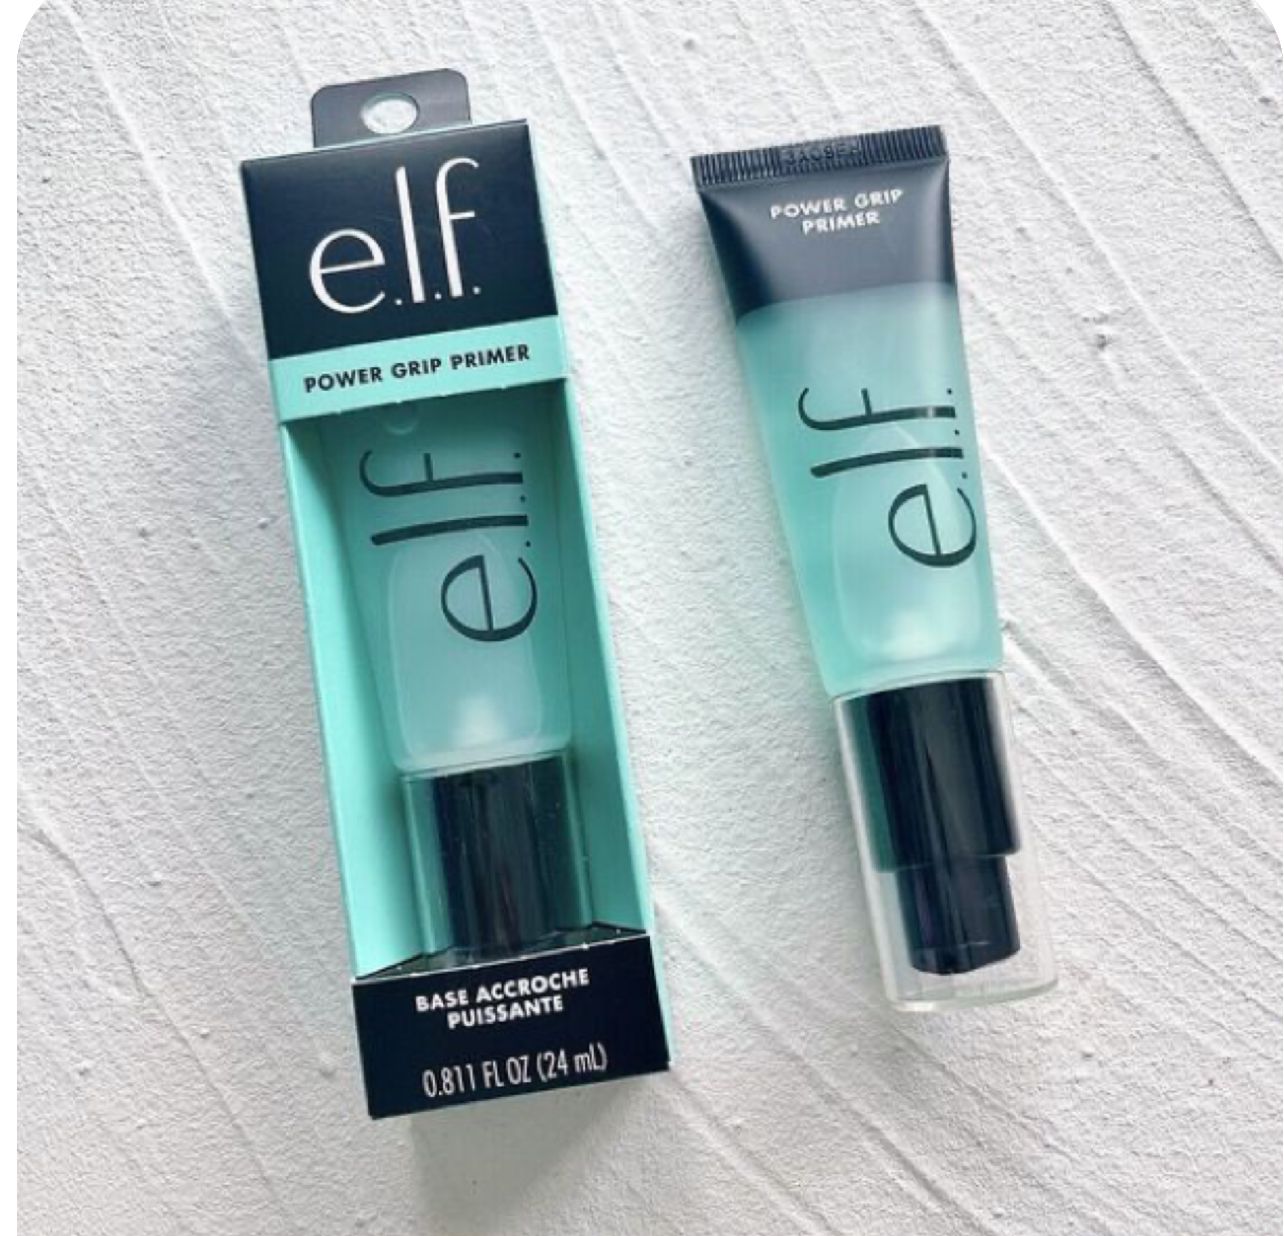 e.l.f.
POWER GRIP PRIMER
e.l.f.
BASE ACCROCHE
PUISSANTE
0.811 FL OZ (24 mL)
POWER GRIP
PRIMER
e.l.f.